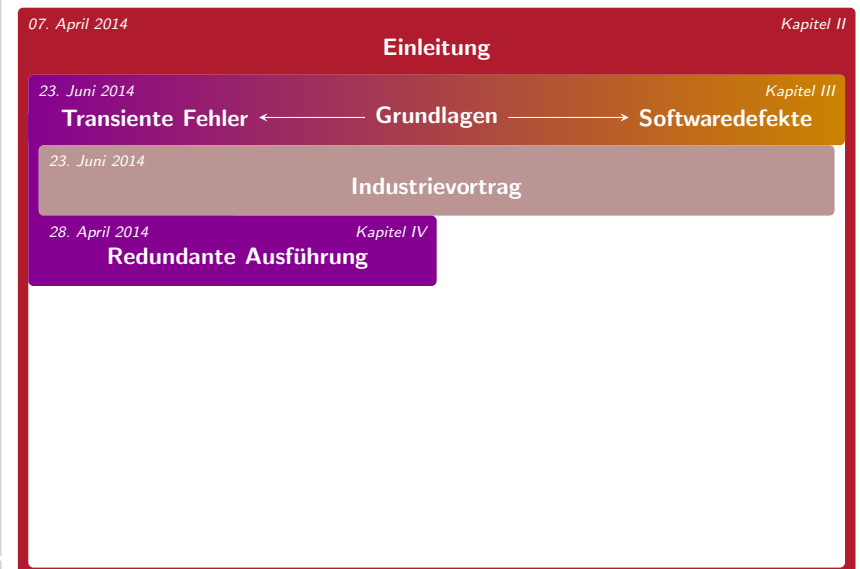 07. April 2014 Kapitel II
Einleitung
23. Juni 2014 Kapitel III
Transiente Fehler Grundlagen Softwaredefekte
23. Juni 2014
Industrievortrag
28. April 2014 Kapitel IV
Redundante Ausführung